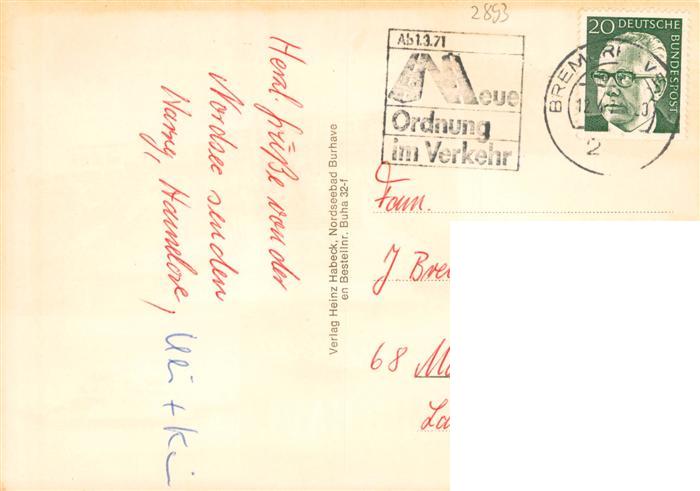 2893
Ab 1.3.71
Neue
Ordnung
im Verkehr
20 DEUTSCHE
BUNDESPOST
BREM
2
Herzl. Grüße von der
Nordsee senden
Hannelore,
Verlag Heinz Habeck, Nordseebad Burhave
en Bestellnr. Buha 32-f
Fam.
J
68